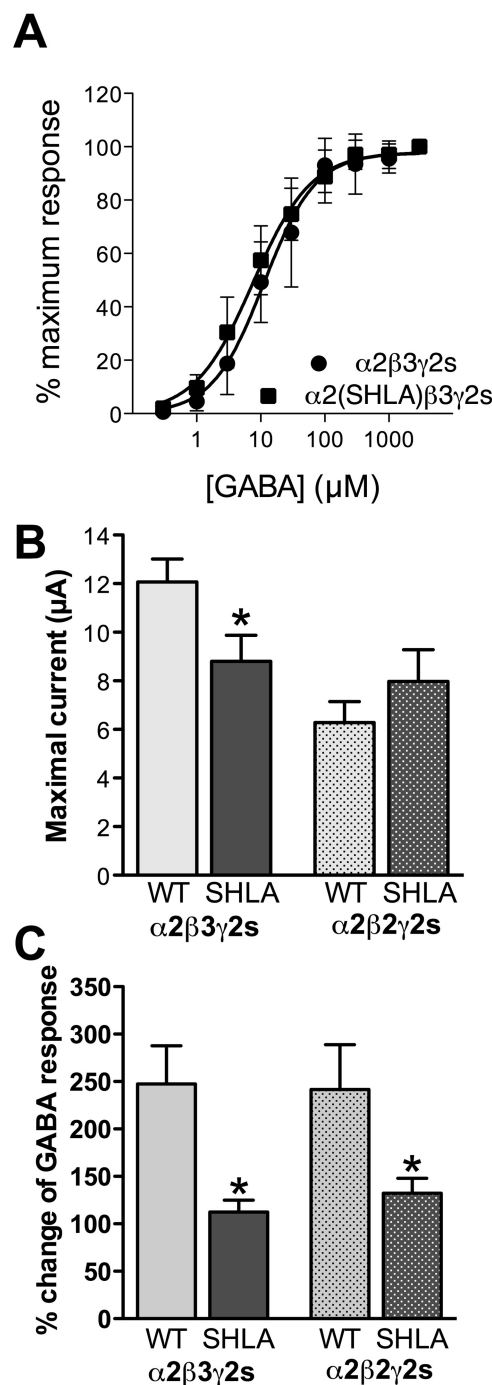 A
% maximum response
120
100
80
60
40
20
0
α2β3γ2s
α2(SHLA)β3γ2s
1 10 100 1000
[GABA] (μM)
B
Maximal current (μA)
14
12
10
8
6
4
2
0
*
WT SHLA WT SHLA
α2β3γ2s α2β2γ2s
C
% change of GABA response
350
300
250
200
150
100
50
0
* *
WT SHLA WT SHLA
α2β3γ2s α2β2γ2s